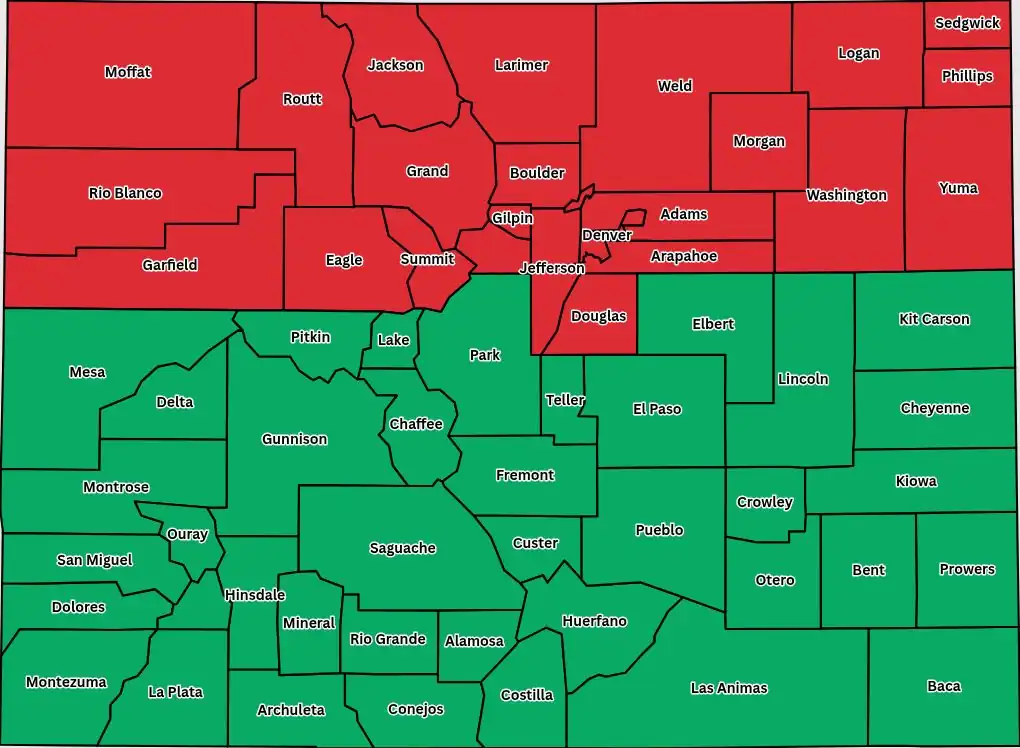 Sedgwick
Moffat
Jackson
Larimer
Logan
Phillips
Routt
Weld
Morgan
Grand
Boulder
Rio Blanco
Washington
Yuma
Gilpin
Adams
Denver
Garfield
Eagle
Summit
Jefferson
Arapahoe
Douglas
Elbert
Kit Carson
Pitkin
Lake
Park
Mesa
Lincoln
Delta
Teller
El Paso
Cheyenne
Gunnison
Chaffee
Fremont
Kiowa
Montrose
Crowley
Ouray
Pueblo
San Miguel
Saguache
Custer
Otero
Bent
Prowers
Dolores
Hinsdale
Mineral
Rio Grande
Alamosa
Huerfano
Montezuma
La Plata
Archuleta
Conejos
Costilla
Las Animas
Baca